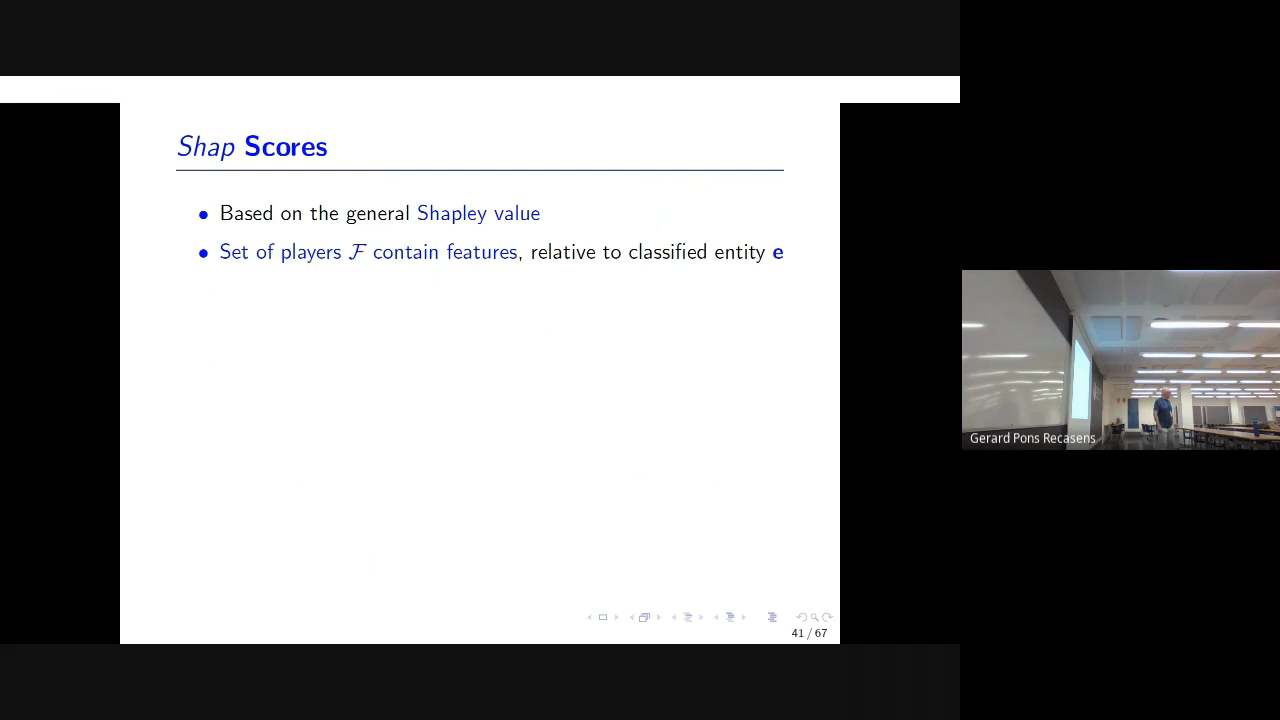 Shap Scores
• Based on the general Shapley value
• Set of players ℱ contain features, relative to classified entity e
41 / 67
Gerard Pons Recasens